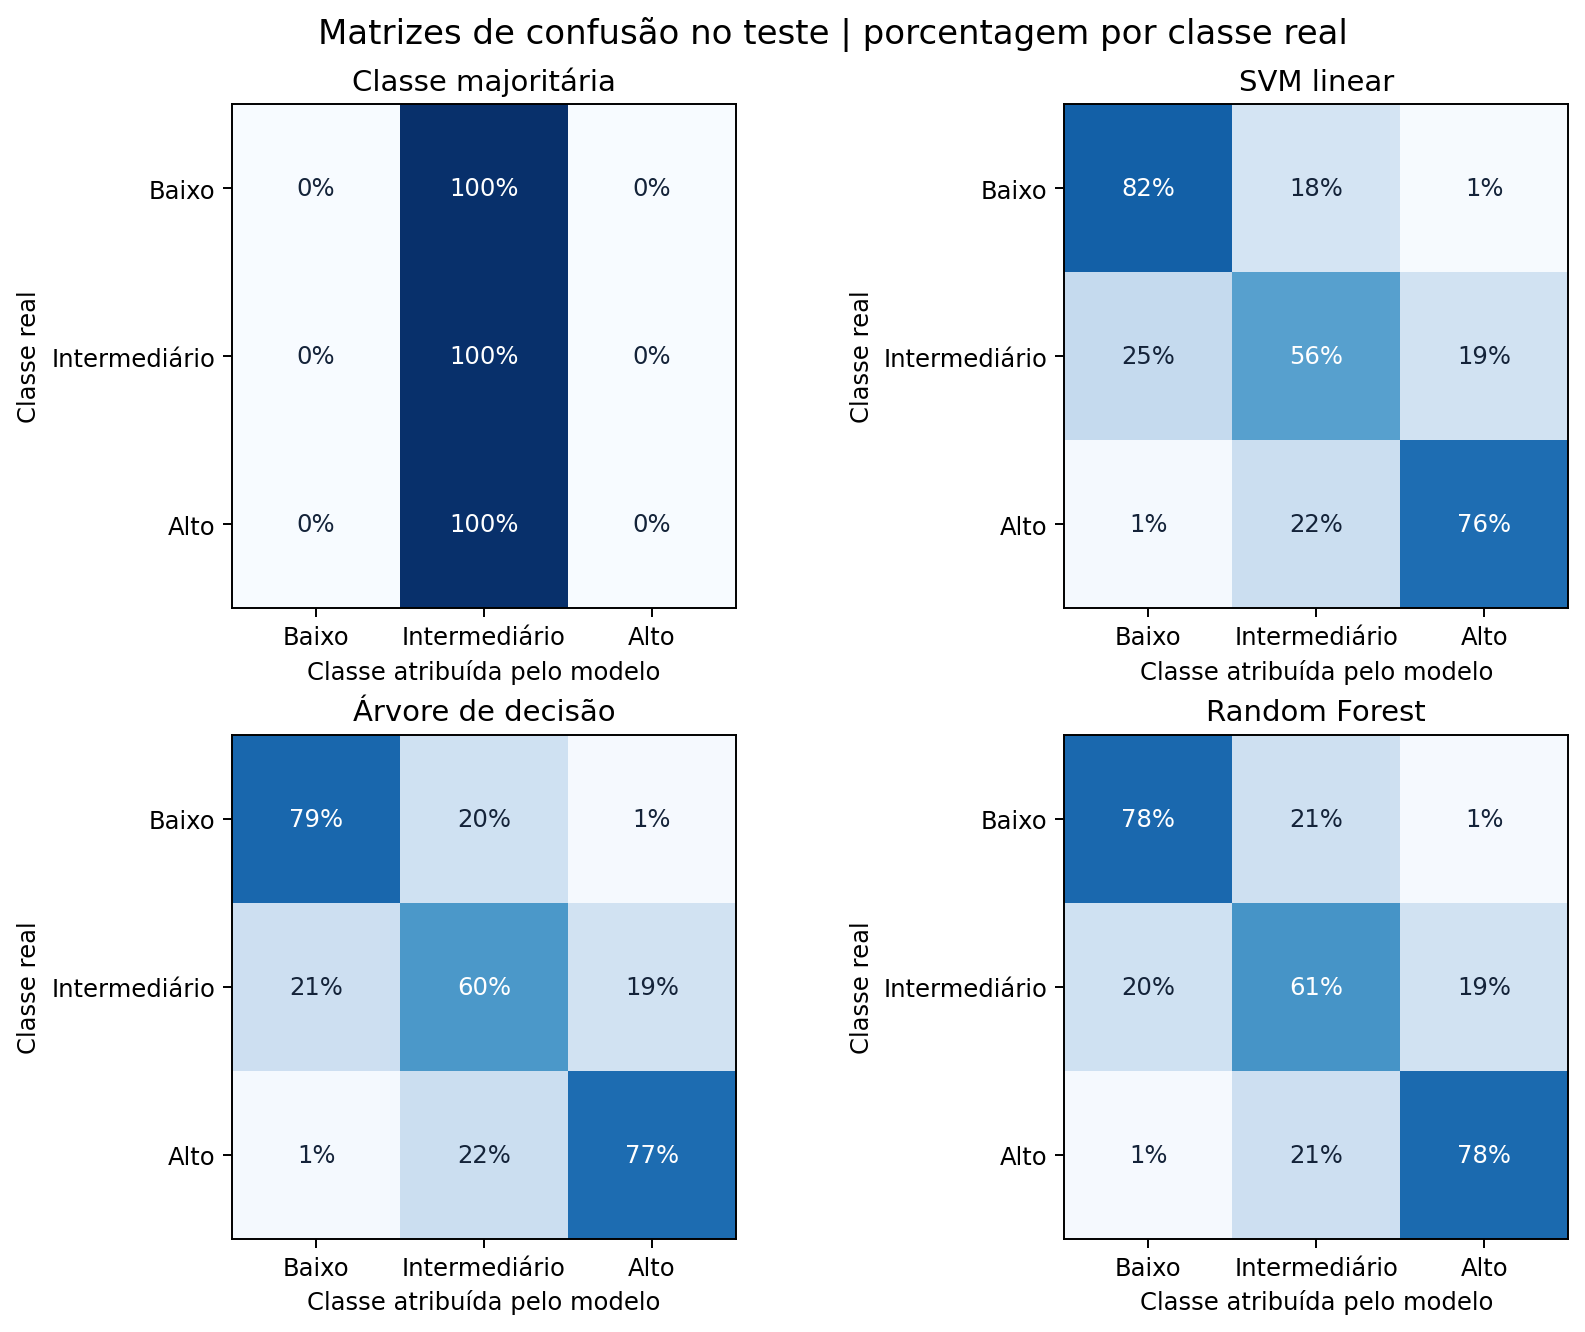 Matrizes de confusão no teste | porcentagem por classe real
Classe majoritária
Classe real
Baixo 0% 100% 0%
Intermediário 0% 100% 0%
Alto 0% 100% 0%
Baixo Intermediário Alto
Classe atribuída pelo modelo
SVM linear
Classe real
Baixo 82% 18% 1%
Intermediário 25% 56% 19%
Alto 1% 22% 76%
Baixo Intermediário Alto
Classe atribuída pelo modelo
Árvore de decisão
Classe real
Baixo 79% 20% 1%
Intermediário 21% 60% 19%
Alto 1% 22% 77%
Baixo Intermediário Alto
Classe atribuída pelo modelo
Random Forest
Classe real
Baixo 78% 21% 1%
Intermediário 20% 61% 19%
Alto 1% 21% 78%
Baixo Intermediário Alto
Classe atribuída pelo modelo